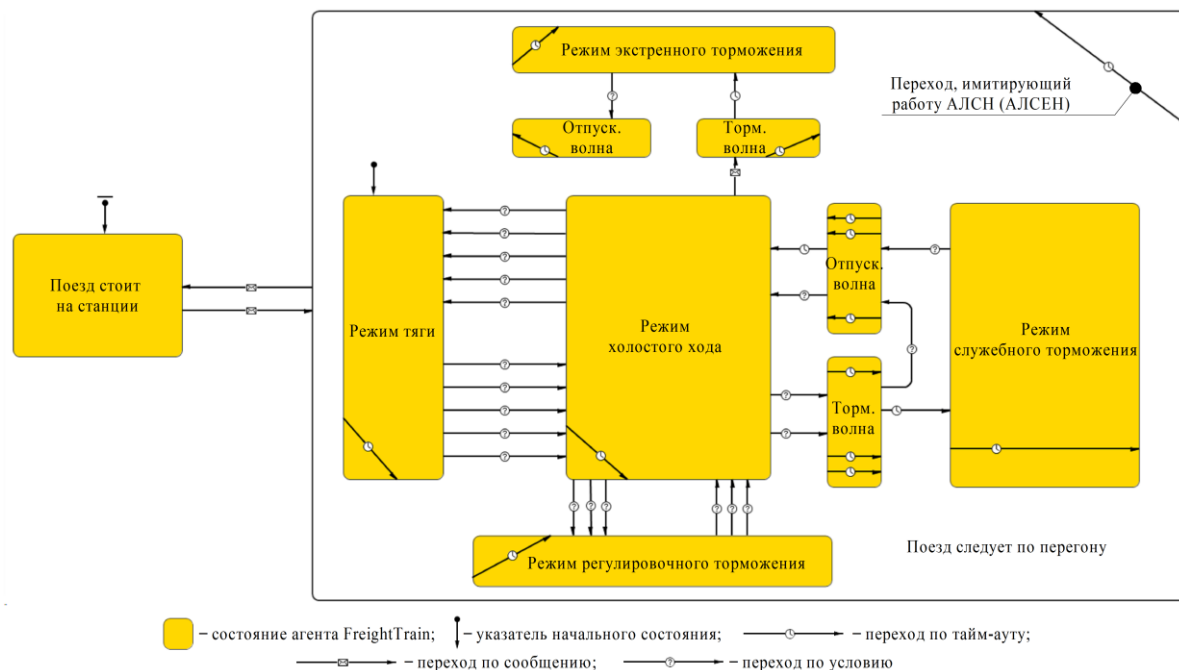 Режим экстренного торможения
Переход, имитирующий
работу АЛСН (АЛСЕН)
Отпуск.
волна
Торм.
волна
Поезд стоит
на станции
Режим тяги
Режим
холостого хода
Отпуск.
волна
Торм.
волна
Режим
служебного торможения
Режим регулировочного торможения
Поезд следует по перегону
– состояние агента FreightTrain;
– указатель начального состояния;
– переход по тайм-ауту;
– переход по сообщению;
– переход по условию